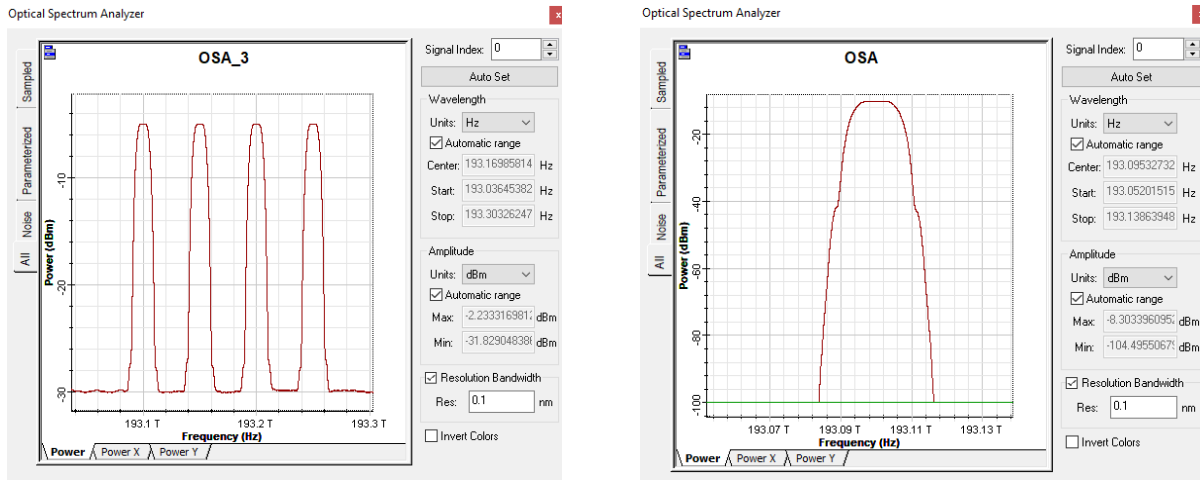 Optical Spectrum Analyzer
x
OSA_3
Signal Index: 0
Auto Set
Wavelength
Units: Hz
Automatic range
Center: 193.16985814 Hz
Start: 193.03645382 Hz
Stop: 193.30326247 Hz
Amplitude
Units: dBm
Automatic range
Max: -2.2333169812 dBm
Min: -31.829048386 dBm
Resolution Bandwidth
Res: 0.1 nm
Invert Colors
Sampled
Parameterized
Noise
All
Power (dBm)
-10
-20
-30
193.1 T 193.2 T 193.3 T
Frequency (Hz)
Power Power X Power Y
Optical Spectrum Analyzer
OSA
Signal Index: 0
Auto Set
Wavelength
Units: Hz
Automatic range
Center: 193.09532732 Hz
Start: 193.05201515 Hz
Stop: 193.13863948 Hz
Amplitude
Units: dBm
Automatic range
Max: -8.3033960952 dBm
Min: -104.49550675 dBm
Resolution Bandwidth
Res: 0.1 nm
Invert Colors
Sampled
Parameterized
Noise
All
Power (dBm)
-20
-40
-60
-80
-100
193.07 T 193.09 T 193.11 T 193.13 T
Frequency (Hz)
Power Power X Power Y